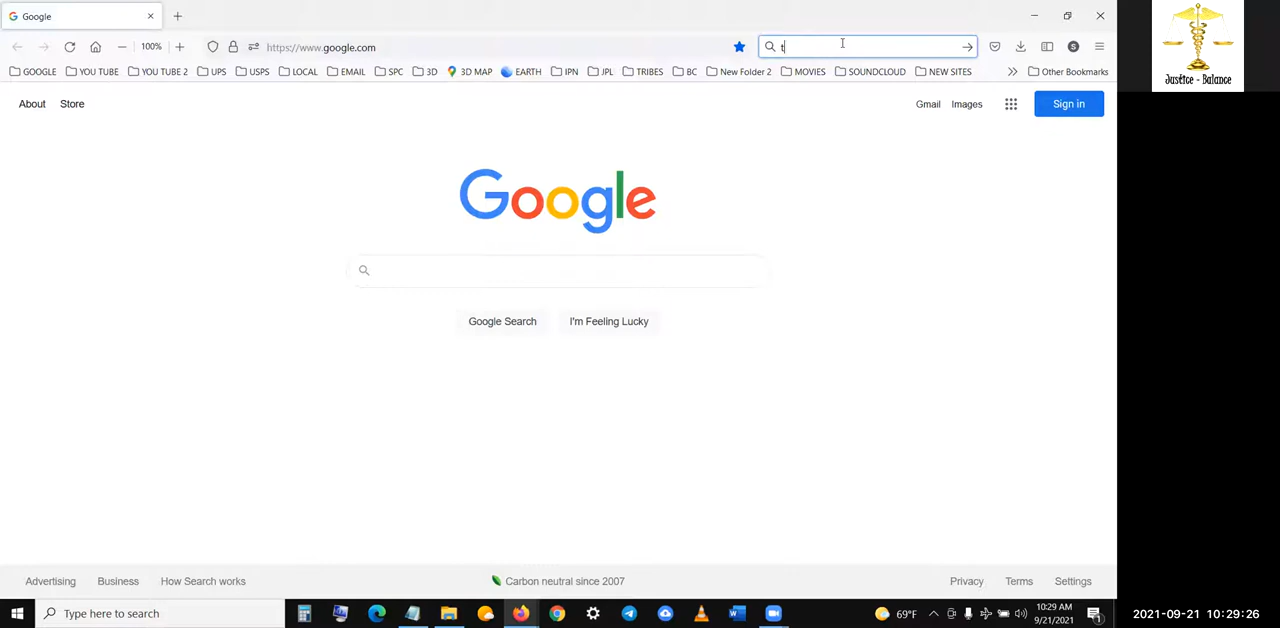 Google
100%
https://www.google.com
t
S
GOOGLE YOU TUBE YOU TUBE 2 UPS USPS LOCAL EMAIL SPC 3D 3D MAP EARTH IPN JPL TRIBES BC New Folder 2 MOVIES SOUNDCLOUD NEW SITES Other Bookmarks
Justice - Balance
About Store
Gmail Images Sign in
Google
Google Search I'm Feeling Lucky
Advertising Business How Search works
Carbon neutral since 2007
Privacy Terms Settings
Type here to search
69°F
10:29 AM
9/21/2021
1
2021-09-21 10:29:26